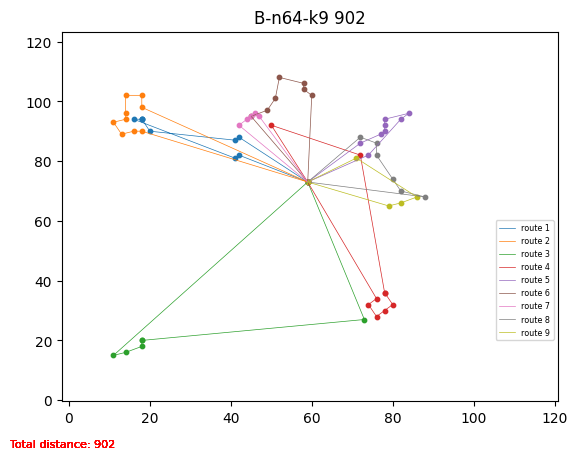 B-n64-k9 902
120
100
80
60
40
20
0
0 20 40 60 80 100 120
route 1
route 2
route 3
route 4
route 5
route 6
route 7
route 8
route 9
Total distance: 902